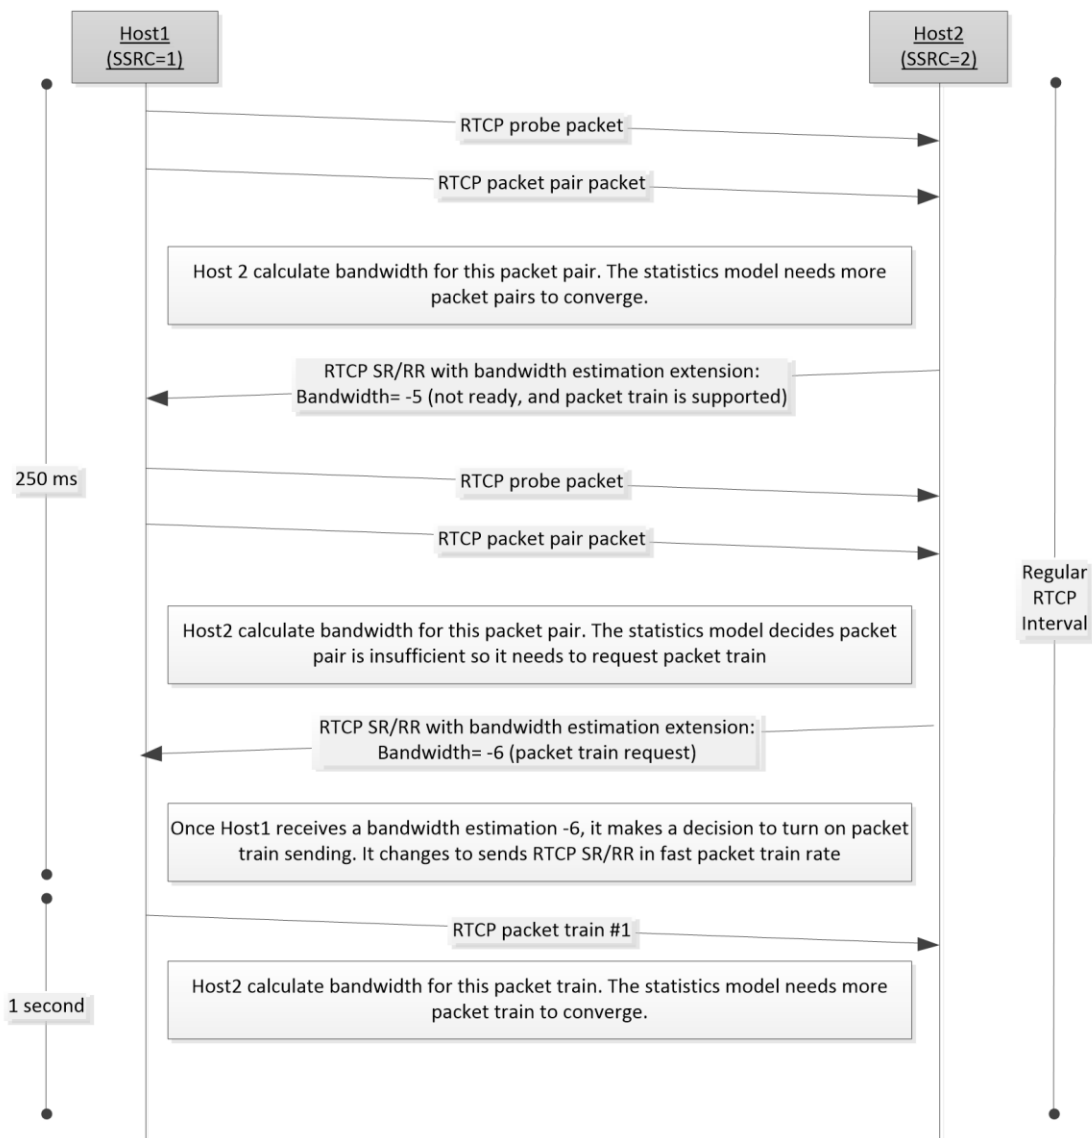 Host1
(SSRC=1)
Host2
(SSRC=2)
RTCP probe packet
RTCP packet pair packet
Host 2 calculate bandwidth for this packet pair. The statistics model needs more
packet pairs to converge.
RTCP SR/RR with bandwidth estimation extension:
Bandwidth= -5 (not ready, and packet train is supported)
250 ms
RTCP probe packet
RTCP packet pair packet
Regular
RTCP
Interval
Host2 calculate bandwidth for this packet pair. The statistics model decides packet
pair is insufficient so it needs to request packet train
RTCP SR/RR with bandwidth estimation extension:
Bandwidth= -6 (packet train request)
Once Host1 receives a bandwidth estimation -6, it makes a decision to turn on packet
train sending. It changes to sends RTCP SR/RR in fast packet train rate
RTCP packet train #1
Host2 calculate bandwidth for this packet train. The statistics model needs more
packet train to converge.
1 second